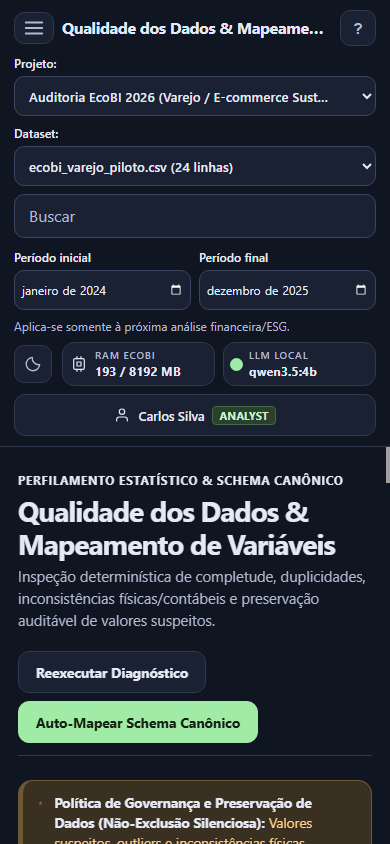 Qualidade dos Dados & Mapeame...
?
Projeto:
Auditoria EcoBI 2026 (Varejo / E-commerce Sust...
Dataset:
ecobi_varejo_piloto.csv (24 linhas)
Buscar
Período inicial
Período final
janeiro de 2024
dezembro de 2025
Aplica-se somente à próxima análise financeira/ESG.
RAM ECOBI
193 / 8192 MB
LLM LOCAL
qwen3.5:4b
Carlos Silva ANALYST
PERFILAMENTO ESTATÍSTICO & SCHEMA CANÔNICO
Qualidade dos Dados &
Mapeamento de Variáveis
Inspeção determinística de completude, duplicidades,
inconsistências físicas/contábeis e preservação
auditável de valores suspeitos.
Reexecutar Diagnóstico
Auto-Mapear Schema Canônico
Política de Governança e Preservação de
Dados (Não-Exclusão Silenciosa): Valores
suspeitos, outliers e inconsistências físicas